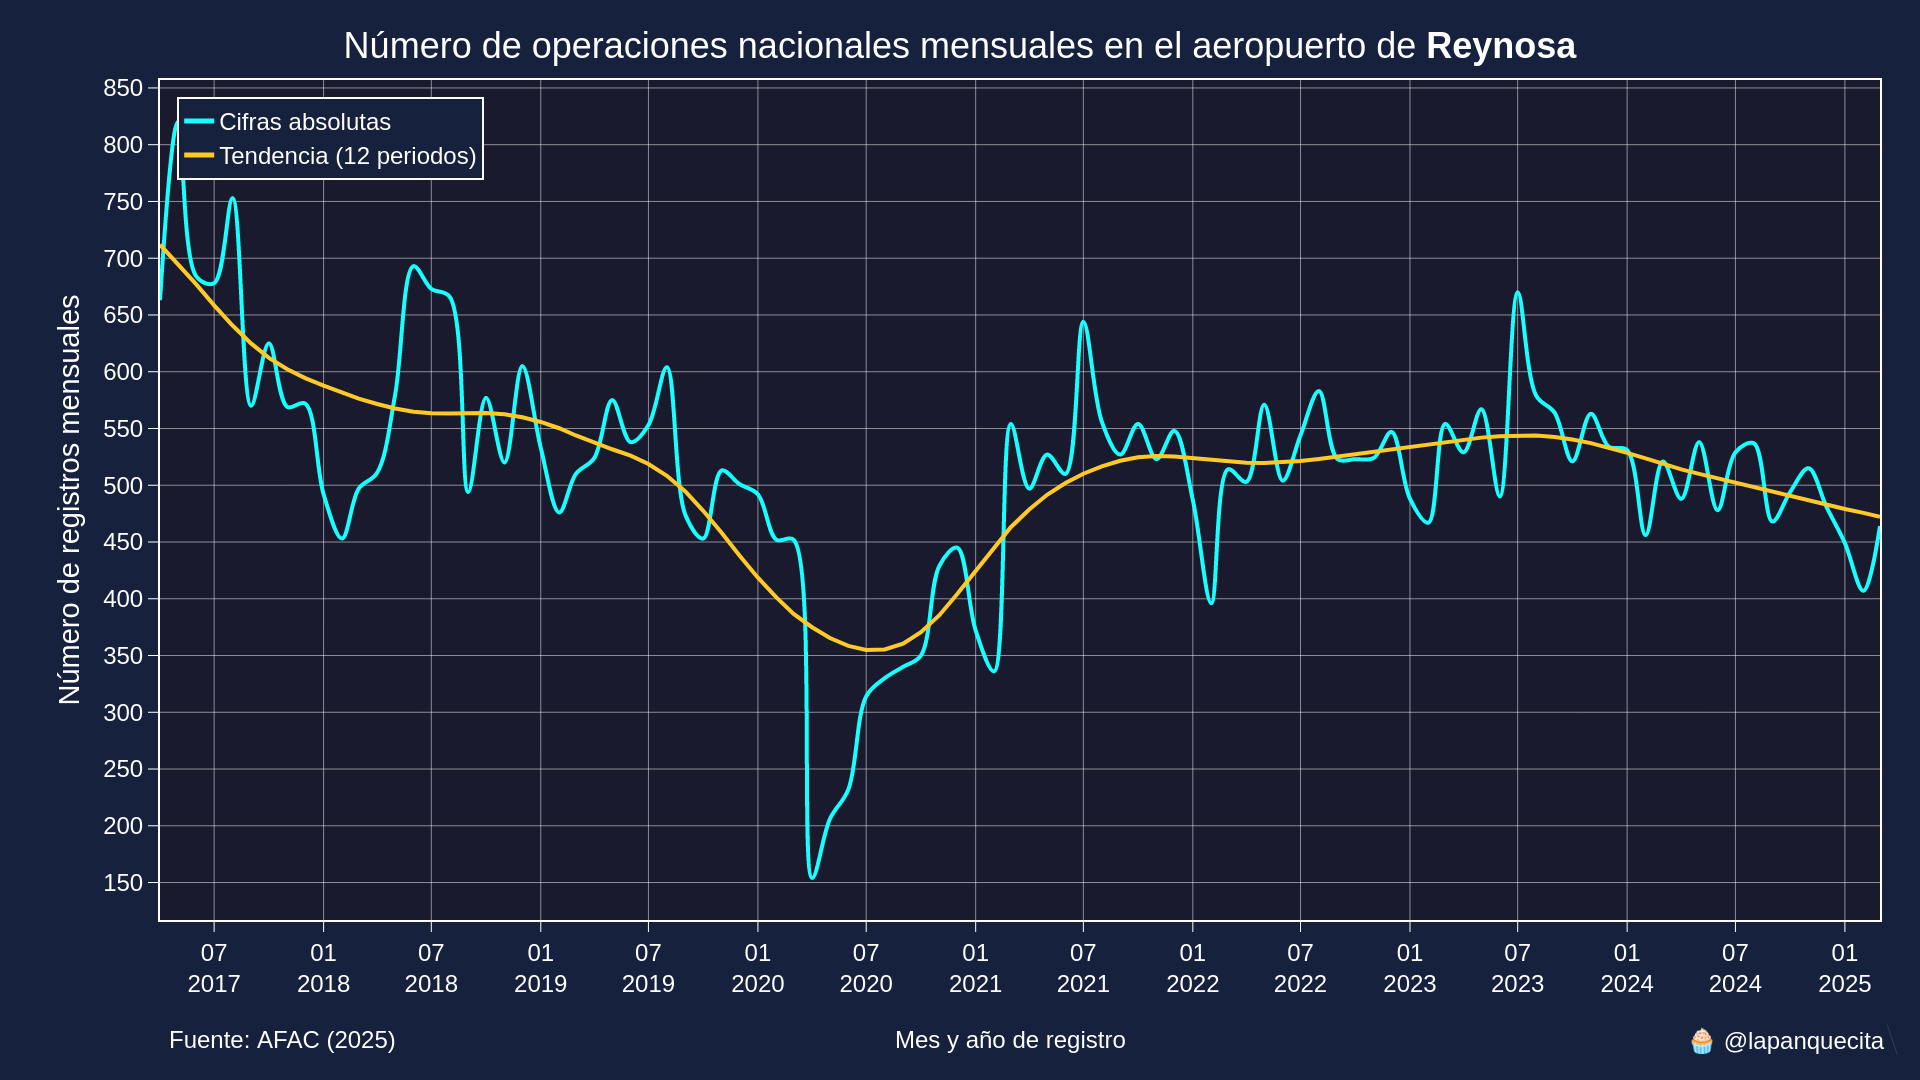 Número de operaciones nacionales mensuales en el aeropuerto de Reynosa
Cifras absolutas
Tendencia (12 periodos)
Número de registros mensuales
850
800
750
700
650
600
550
500
450
400
350
300
250
200
150
07 01 07 01 07 01 07 01 07 01 07 01 07 01 07 01
2017 2018 2018 2019 2019 2020 2020 2021 2021 2022 2022 2023 2023 2024 2024 2025
Fuente: AFAC (2025)
Mes y año de registro
🧁 @lapanquecita